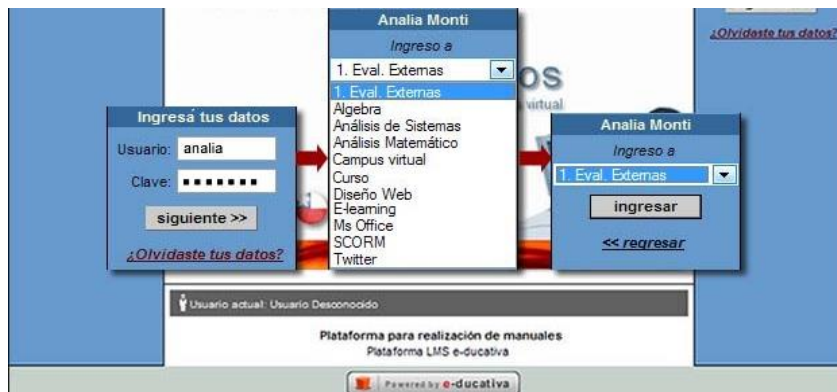 Ingresá tus datos
Usuario: analia
Clave:
siguiente >>
¿Olvidaste tus datos?
Analia Monti
Ingreso a
1. Eval. Externas
1. Eval. Externas
Algebra
Análisis de Sistemas
Análisis Matemático
Campus virtual
Curso
Diseño Web
E-learning
Ms Office
SCORM
Twitter
OS
virtual
Analia Monti
Ingreso a
1. Eval. Externas
ingresar
<< regresar
¿Olvidaste tus datos?
Usuario actual: Usuario Desconocido
Plataforma para realización de manuales
Plataforma LMS e-ducativa
Powered by e-ducativa